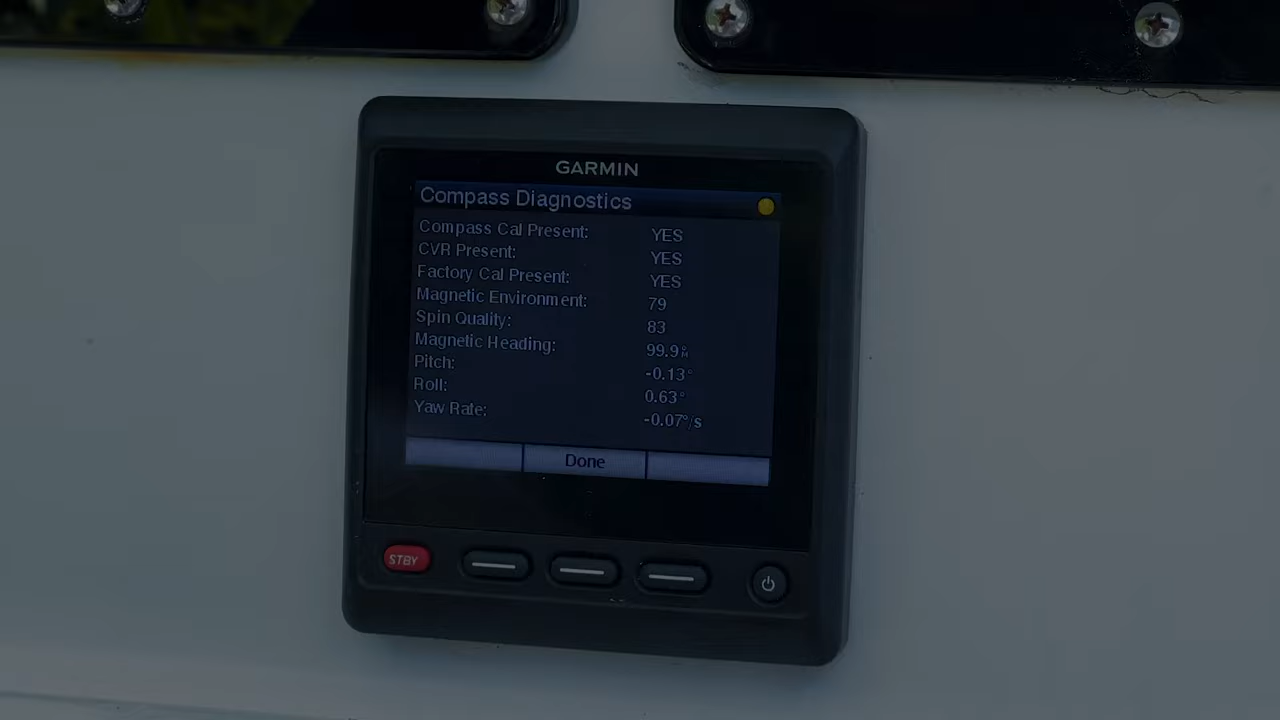 GARMIN
Compass Diagnostics
Compass Cal Present: YES
CVR Present: YES
Factory Cal Present: YES
Magnetic Environment: 79
Spin Quality: 83
Magnetic Heading: 99.9°M
Pitch: -0.13°
Roll: 0.63°
Yaw Rate: -0.07°/s
Done
STBY